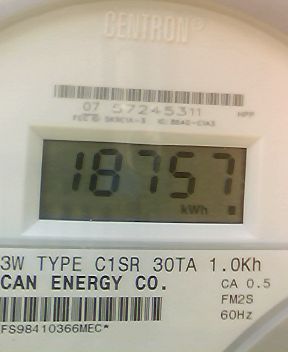 CENTRON®
07 57245311 HPP
18757
kWh
3W TYPE C1SR 30TA 1.0Kh
CAN ENERGY CO. CA 0.5
FM2S
60Hz
FS98410366MEC*